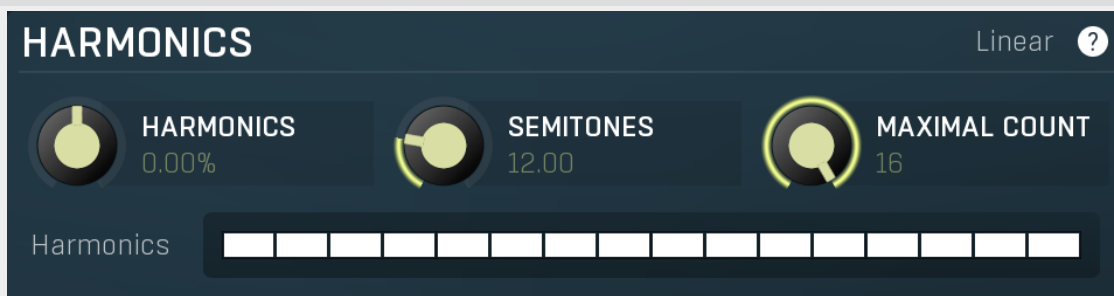 HARMONICS
Linear ?
HARMONICS
0.00%
SEMITONES
12.00
MAXIMAL COUNT
16
Harmonics